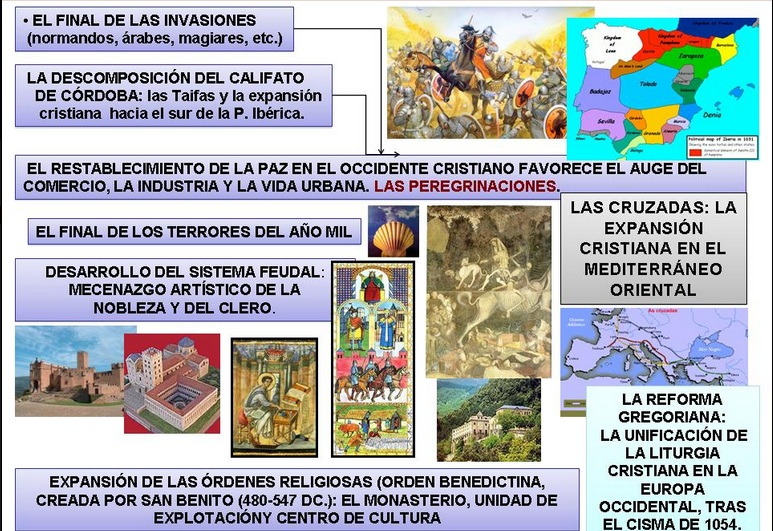 • EL FINAL DE LAS INVASIONES
(normandos, árabes, magiares, etc.)
LA DESCOMPOSICIÓN DEL CALIFATO
DE CÓRDOBA: las Taifas y la expansión
cristiana hacia el sur de la P. Ibérica.
Kingdom of Leon
Kingdom of Pamplona
Barcelona
Zaragoza
Toledo
Badajoz
Sevilla
Denia
Murcia
Almeria
Granada
Malaga
Political map of Iberia in 1031
EL RESTABLECIMIENTO DE LA PAZ EN EL OCCIDENTE CRISTIANO FAVORECE EL AUGE DEL
COMERCIO, LA INDUSTRIA Y LA VIDA URBANA. LAS PEREGRINACIONES.
EL FINAL DE LOS TERRORES DEL AÑO MIL
LAS CRUZADAS: LA
EXPANSIÓN
CRISTIANA EN EL
MEDITERRÁNEO
ORIENTAL
DESARROLLO DEL SISTEMA FEUDAL:
MECENAZGO ARTÍSTICO DE LA
NOBLEZA Y DEL CLERO.
As cruzadas
LA REFORMA
GREGORIANA:
LA UNIFICACIÓN DE
LA LITURGIA
CRISTIANA EN LA
EUROPA
OCCIDENTAL, TRAS
EL CISMA DE 1054.
EXPANSIÓN DE LAS ÓRDENES RELIGIOSAS (ORDEN BENEDICTINA,
CREADA POR SAN BENITO (480-547 DC.): EL MONASTERIO, UNIDAD DE
EXPLOTACIÓNY CENTRO DE CULTURA